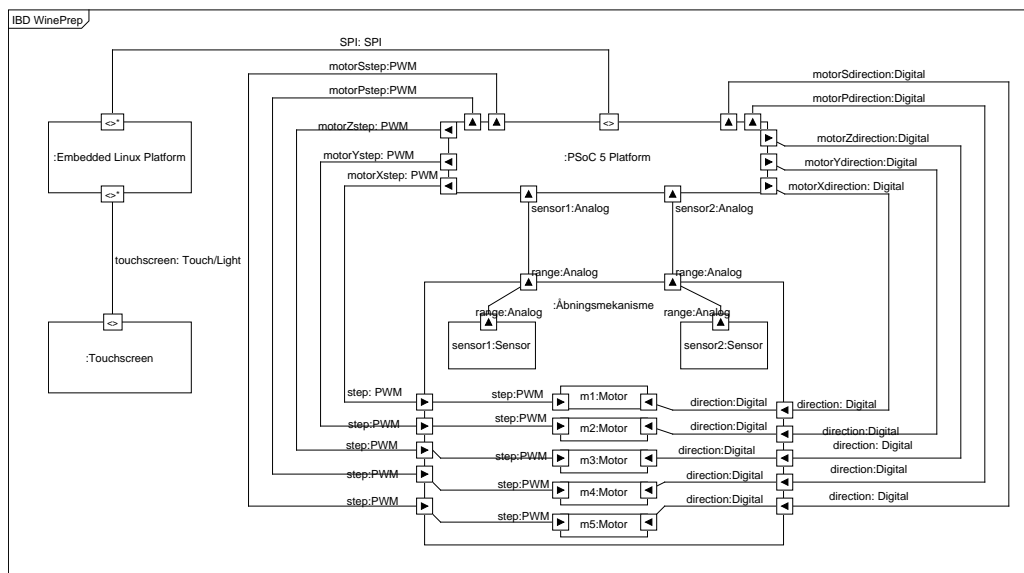 IBD WinePrep
SPI: SPI
motorSstep:PWM
motorSdirection:Digital
motorPstep:PWM
motorPdirection:Digital
<>*
<>
motorZstep: PWM
motorZdirection:Digital
:Embedded Linux Platform
:PSoC 5 Platform
motorYstep: PWM
motorYdirection:Digital
motorXstep: PWM
motorXdirection: Digital
<>*
sensor1:Analog
sensor2:Analog
touchscreen: Touch/Light
range:Analog
range:Analog
:Åbningsmekanisme
range:Analog
range:Analog
<>
:Touchscreen
sensor1:Sensor
sensor2:Sensor
step: PWM
step:PWM
m1:Motor
direction:Digital
direction: Digital
step:PWM
step:PWM
m2:Motor
direction:Digital
direction:Digital
step:PWM
step:PWM
m3:Motor
direction:Digital
direction: Digital
step:PWM
step:PWM
m4:Motor
direction:Digital
direction:Digital
step:PWM
step:PWM
m5:Motor
direction:Digital
direction: Digital